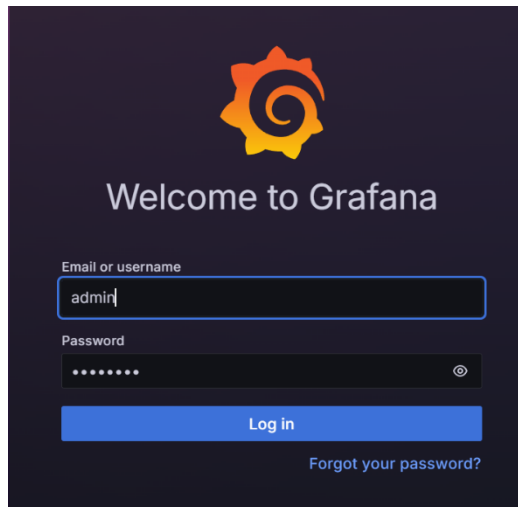 Welcome to Grafana
Email or username
admin
Password
••••••••
Log in
Forgot your password?